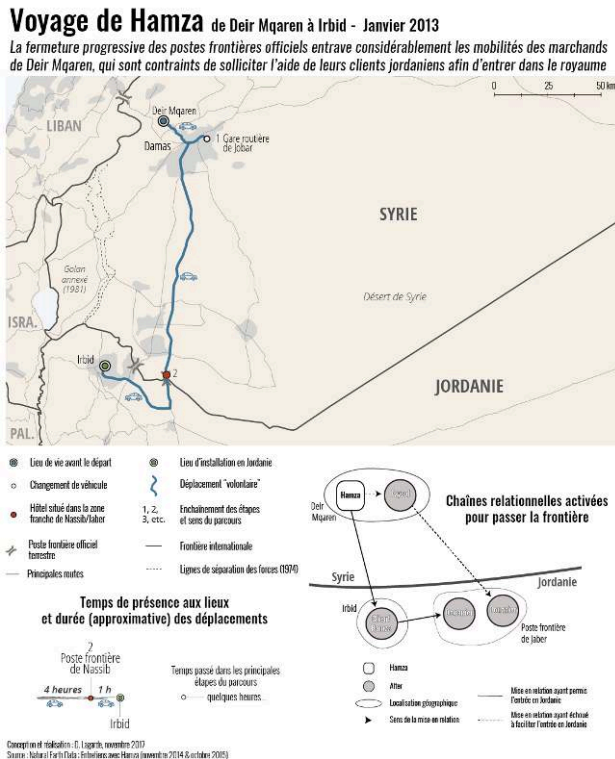 Voyage de Hamza de Deir Mqaren à Irbid - Janvier 2013
La fermeture progressive des postes frontières officiels entrave considérablement les mobilités des marchands
de Deir Mqaren, qui sont contraints de solliciter l'aide de leurs clients jordaniens afin d'entrer dans le royaume
0 25 50 km
LIBAN
Deir Mqaren
Damas
1 Gare routière
de Jobar
SYRIE
Golan
annexé
(1981)
Désert de Syrie
ISRA.
Irbid
2
JORDANIE
PAL.
Lieu de vie avant le départ
Changement de véhicule
Hôtel situé dans la zone
franche de Nassib/Jaber
Poste frontière officiel
terrestre
Principales routes
Lieu d'installation en Jordanie
Déplacement "volontaire"
1, 2,
3, etc.
Enchaînement des étapes
et sens du parcours
Frontière internationale
Lignes de séparation des forces (1974)
Chaînes relationnelles activées
pour passer la frontière
Deir
Mqaren
Hamza
Syrie
Jordanie
Irbid
Poste frontière
de Jaber
Hamza
Alter
Localisation géographique
Sens de la mise en relation
Mise en relation ayant permis
l'entrée en Jordanie
Mise en relation ayant échoué
à faciliter l'entrée en Jordanie
Temps de présence aux lieux
et durée (approximative) des déplacements
2
Poste frontière
de Nassib
4 heures 1 h
Irbid
Temps passé dans les principales
étapes du parcours
quelques heures
Conception et réalisation : D. Lagarde, novembre 2017
Source : Natural Earth Data ; Entretiens avec Hamza (novembre 2014 & octobre 2015)